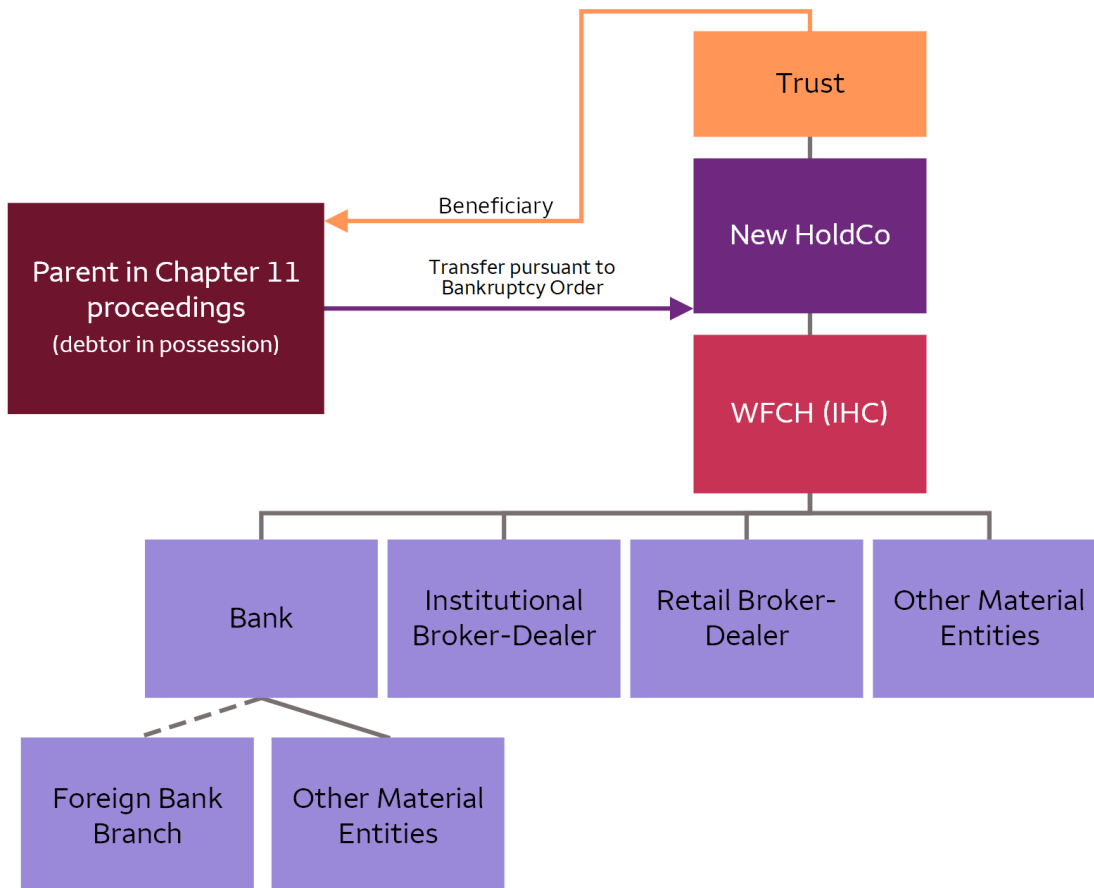 Trust
Beneficiary
New HoldCo
Parent in Chapter 11
proceedings
(debtor in possession)
Transfer pursuant to
Bankruptcy Order
WFCH (IHC)
Bank
Institutional
Broker-Dealer
Retail Broker-
Dealer
Other Material
Entities
Foreign Bank
Branch
Other Material
Entities